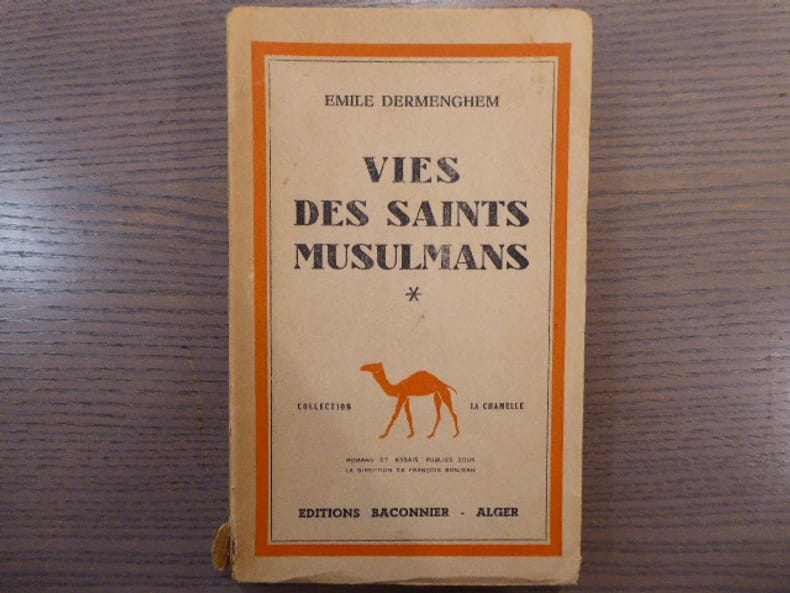 EMILE DERMENGHEM
VIES
DES SAINTS
MUSULMANS
*
COLLECTION LA CHAMELLE
ROMANS ET ESSAIS PUBLIÉS SOUS
LA DIRECTION DE FRANÇOIS BONJEAN
EDITIONS BACONNIER - ALGER